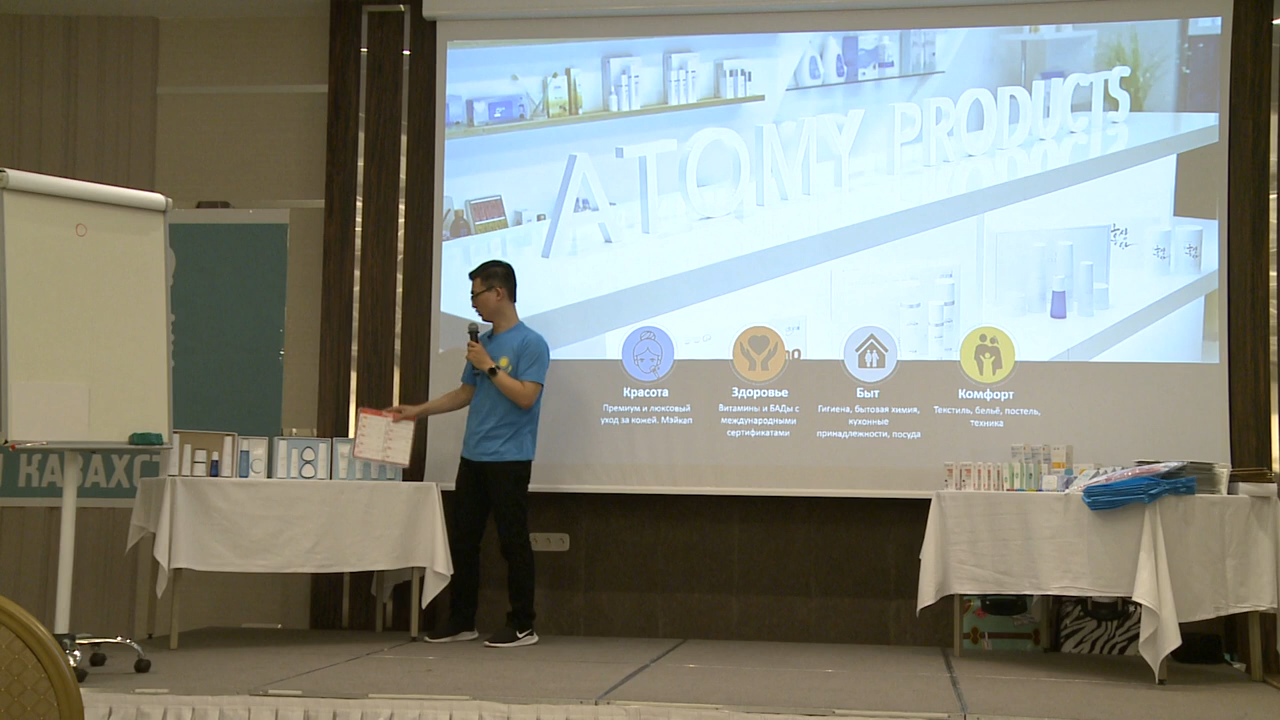 ATOMY PRODUCTS
Красота
Премиум и люксовый
уход за кожей. Мэйкап
Здоровье
Витамины и БАДы с
международными
сертификатами
Быт
Гигиена, бытовая химия,
кухонные
принадлежности, посуда
Комфорт
Текстиль, бельё, постель,
техника
КАЗАХСТ